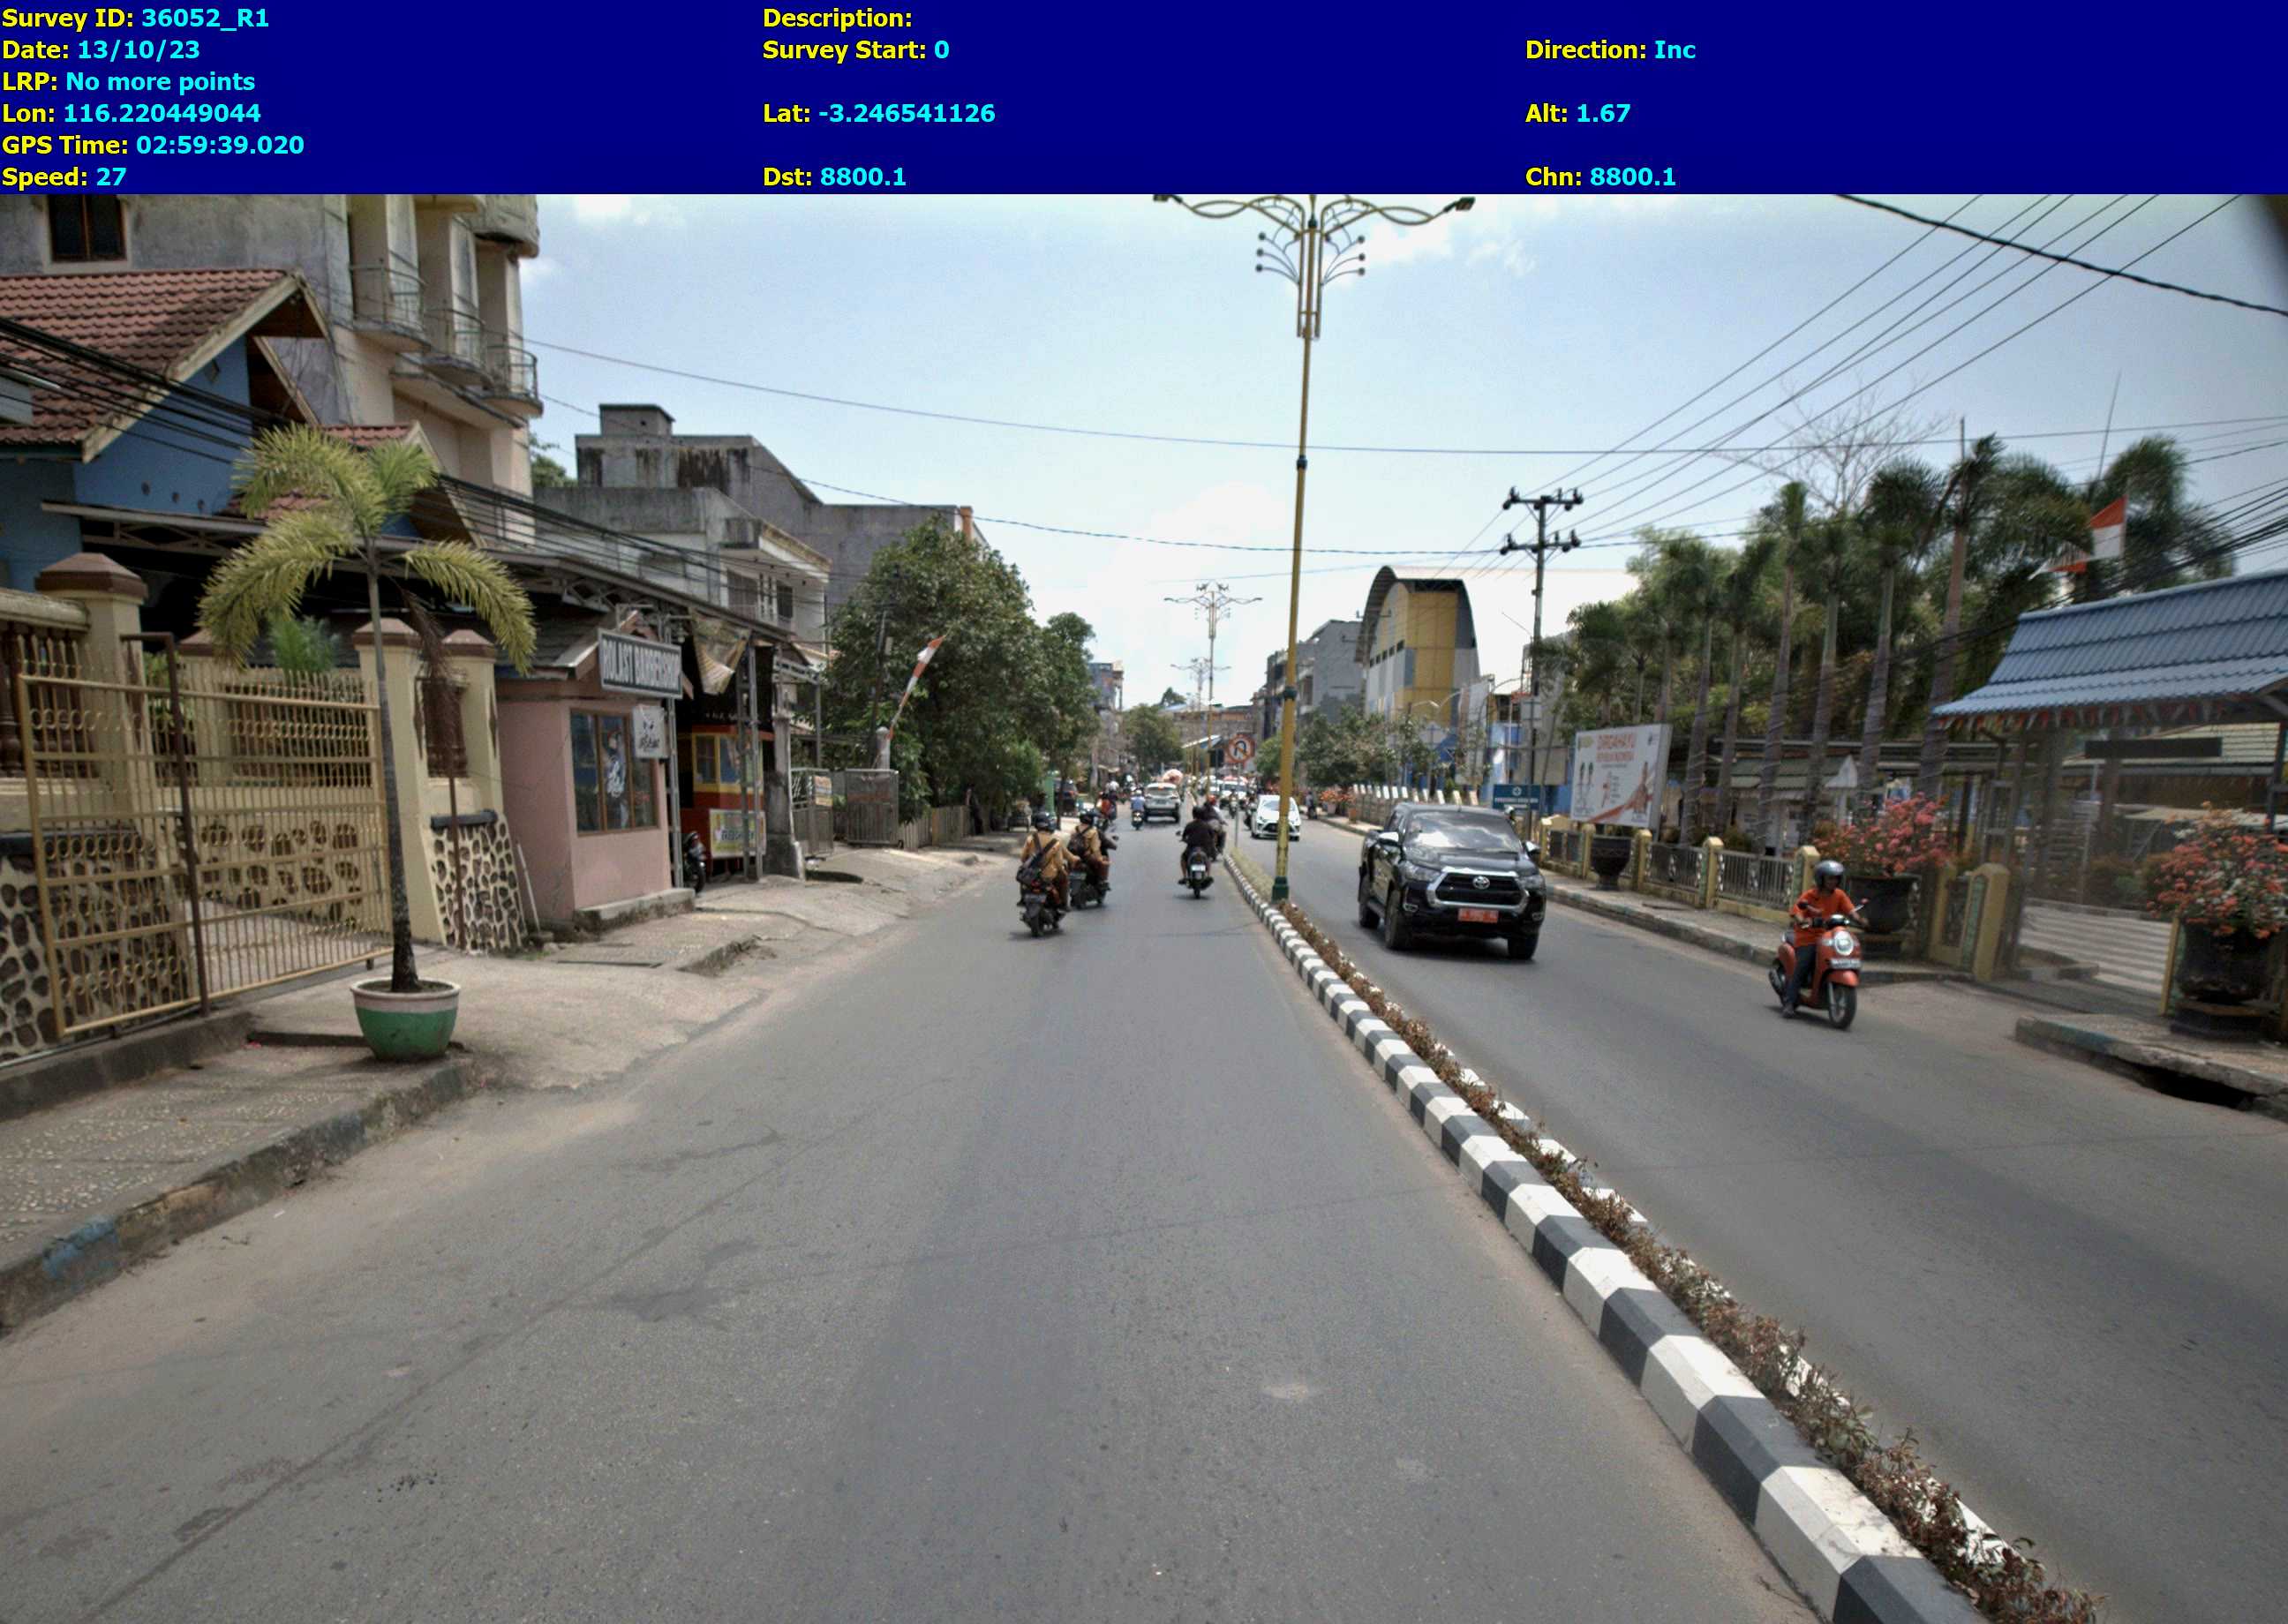 Survey ID: 36052_R1
Description:
Date: 13/10/23
Survey Start: 0
Direction: Inc
LRP: No more points
Lon: 116.220449044
Lat: -3.246541126
Alt: 1.67
GPS Time: 02:59:39.020
Speed: 27
Dst: 8800.1
Chn: 8800.1
DIRGAHAYU